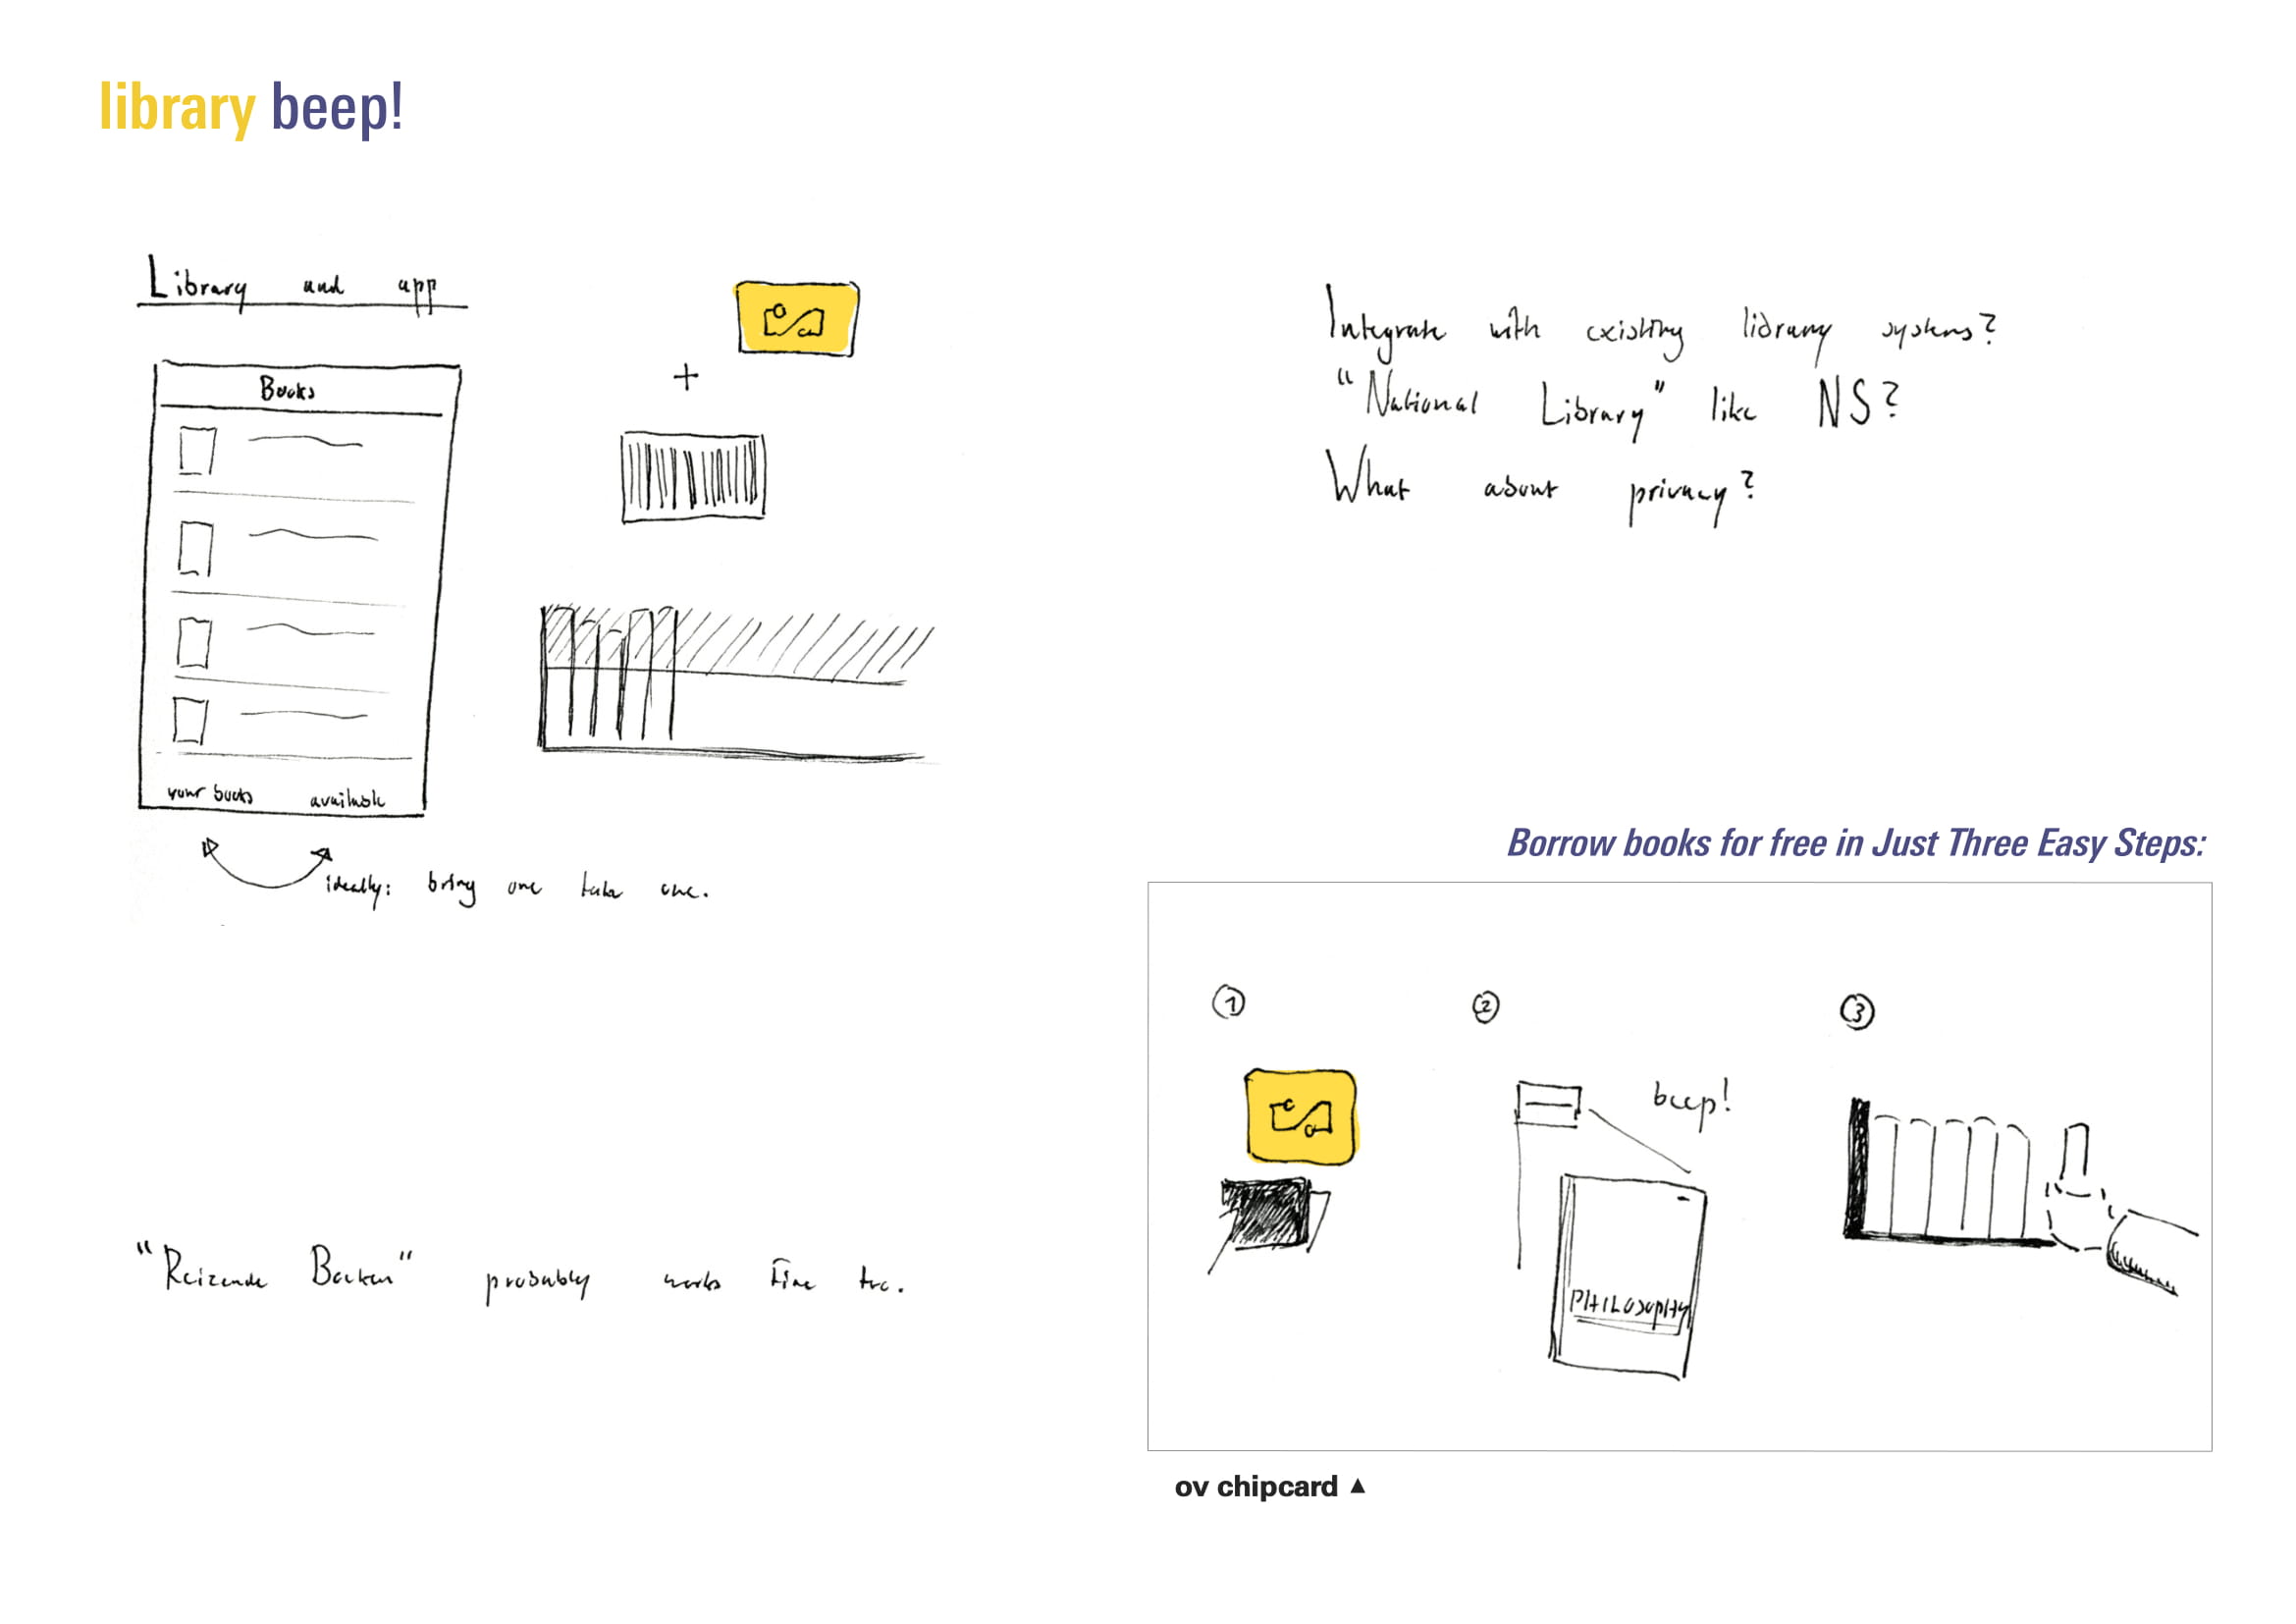 library beep!
Library and app
Books
your books available
ideally: bring one take one.
"Reizende Boeken" probably works fine too.
Integrate with existing library systems?
"National Library" like NS?
What about privacy?
Borrow books for free in Just Three Easy Steps:
1 2 3
beep!
PHILOSOPHY
ov chipcard ▲